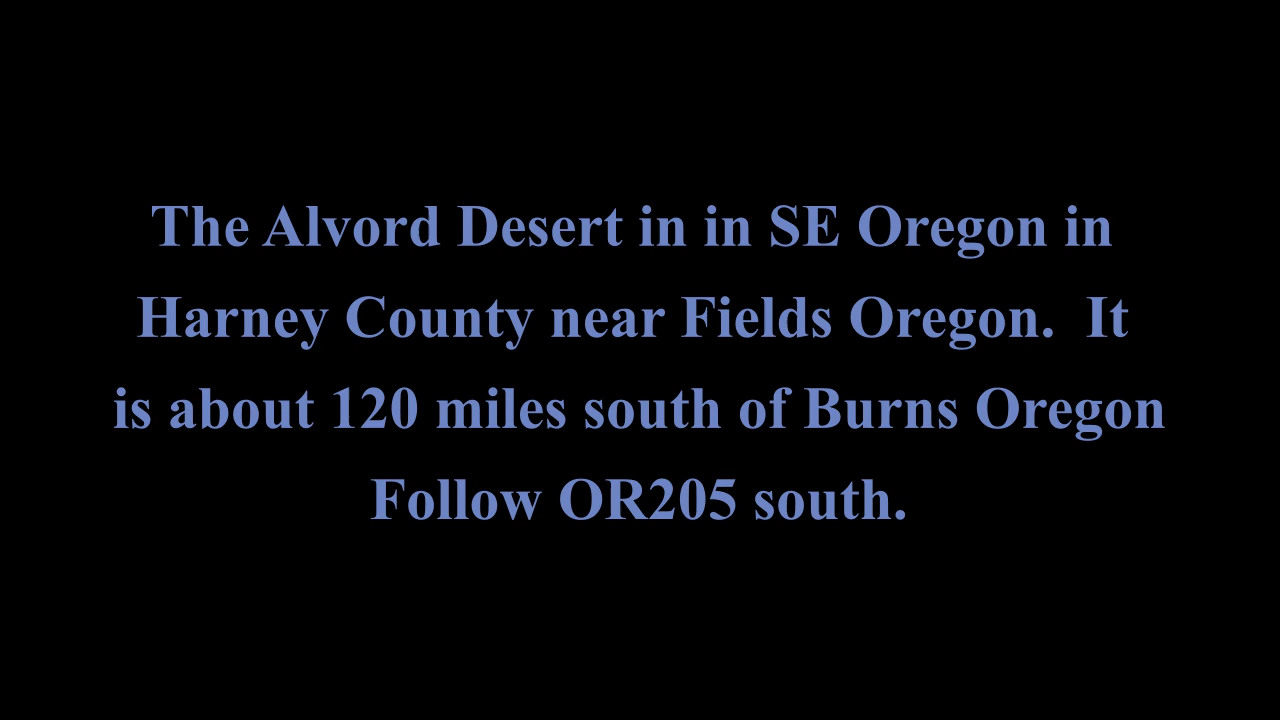 The Alvord Desert in in SE Oregon in
Harney County near Fields Oregon.  It
is about 120 miles south of Burns Oregon
Follow OR205 south.